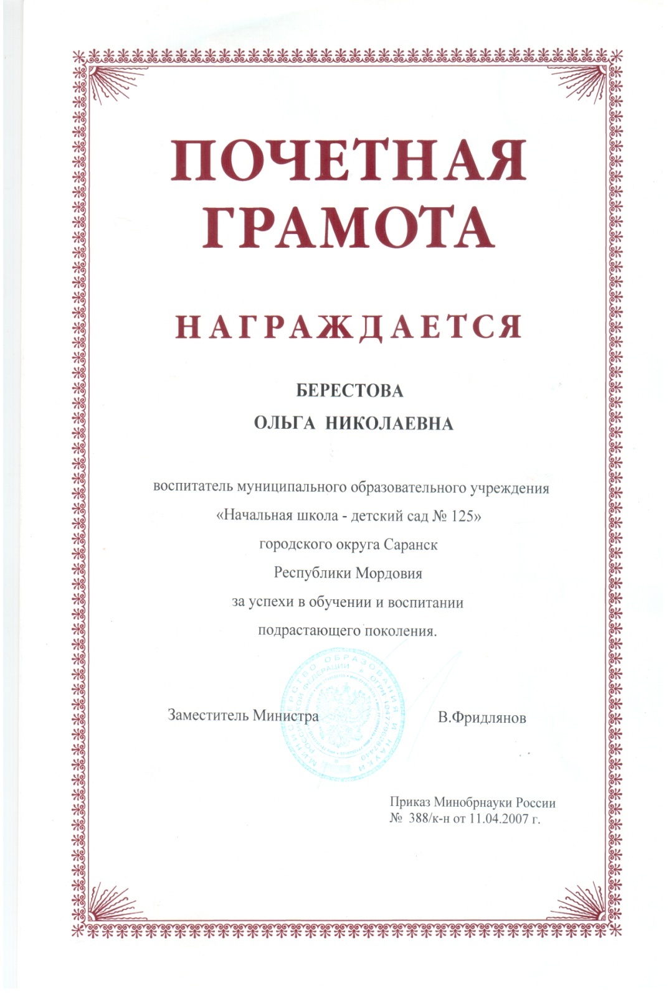 ПОЧЕТНАЯ
ГРАМОТА
НАГРАЖДАЕТСЯ
БЕРЕСТОВА
ОЛЬГА НИКОЛАЕВНА
воспитатель муниципального образовательного учреждения
«Начальная школа - детский сад № 125»
городского округа Саранск
Республики Мордовия
за успехи в обучении и воспитании
подрастающего поколения.
МИНИСТЕРСТВО ОБРАЗОВАНИЯ И НАУКИ
РОССИЙСКОЙ ФЕДЕРАЦИИ * ОГРН 1047796287440
Заместитель Министра В.Фридлянов
Приказ Минобрнауки России
№ 388/к-н от 11.04.2007 г.